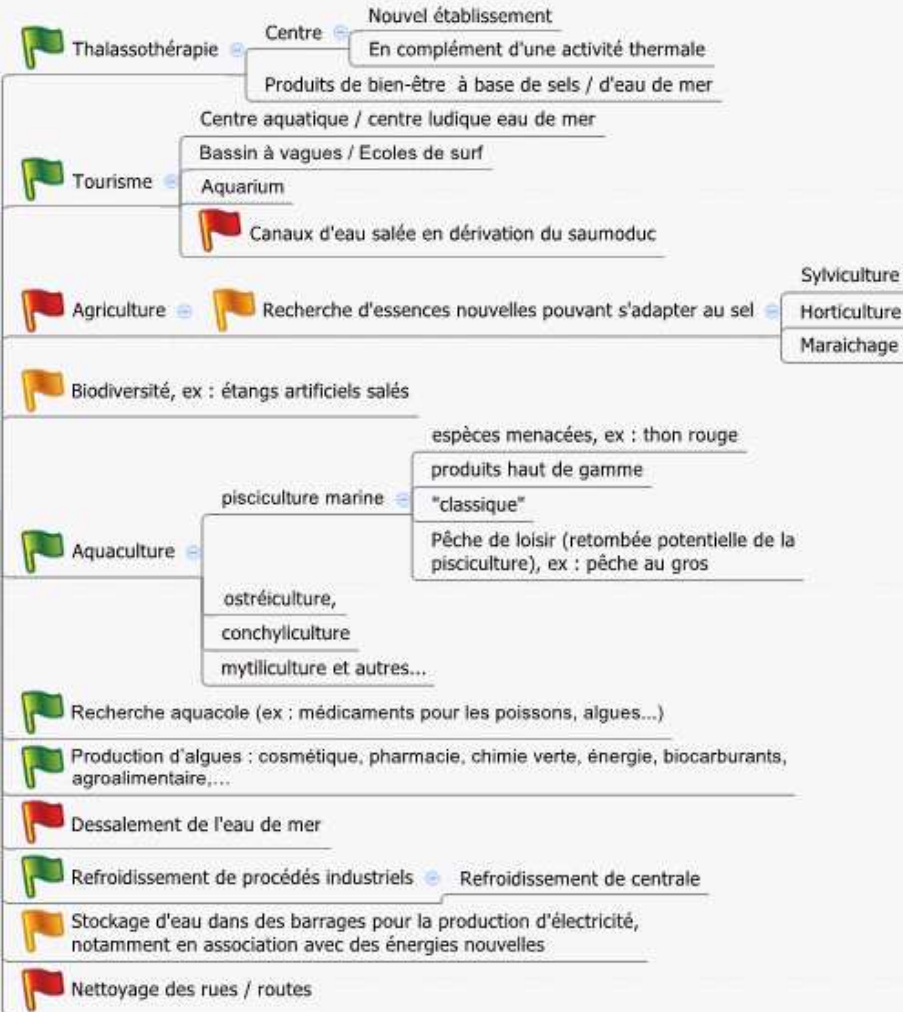 Thalassothérapie
Centre
Nouvel établissement
En complément d'une activité thermale
Produits de bien-être à base de sels / d'eau de mer
Tourisme
Centre aquatique / centre ludique eau de mer
Bassin à vagues / Ecoles de surf
Aquarium
Canaux d'eau salée en dérivation du saumoduc
Agriculture
Recherche d'essences nouvelles pouvant s'adapter au sel
Sylviculture
Horticulture
Maraichage
Biodiversité, ex : étangs artificiels salés
Aquaculture
pisciculture marine
espèces menacées, ex : thon rouge
produits haut de gamme
"classique"
Pêche de loisir (retombée potentielle de la
pisciculture), ex : pêche au gros
ostréiculture,
conchyliculture
mytiliculture et autres...
Recherche aquacole (ex : médicaments pour les poissons, algues...)
Production d'algues : cosmétique, pharmacie, chimie verte, énergie, biocarburants,
agroalimentaire,...
Dessalement de l'eau de mer
Refroidissement de procédés industriels
Refroidissement de centrale
Stockage d'eau dans des barrages pour la production d'électricité,
notamment en association avec des énergies nouvelles
Nettoyage des rues / routes